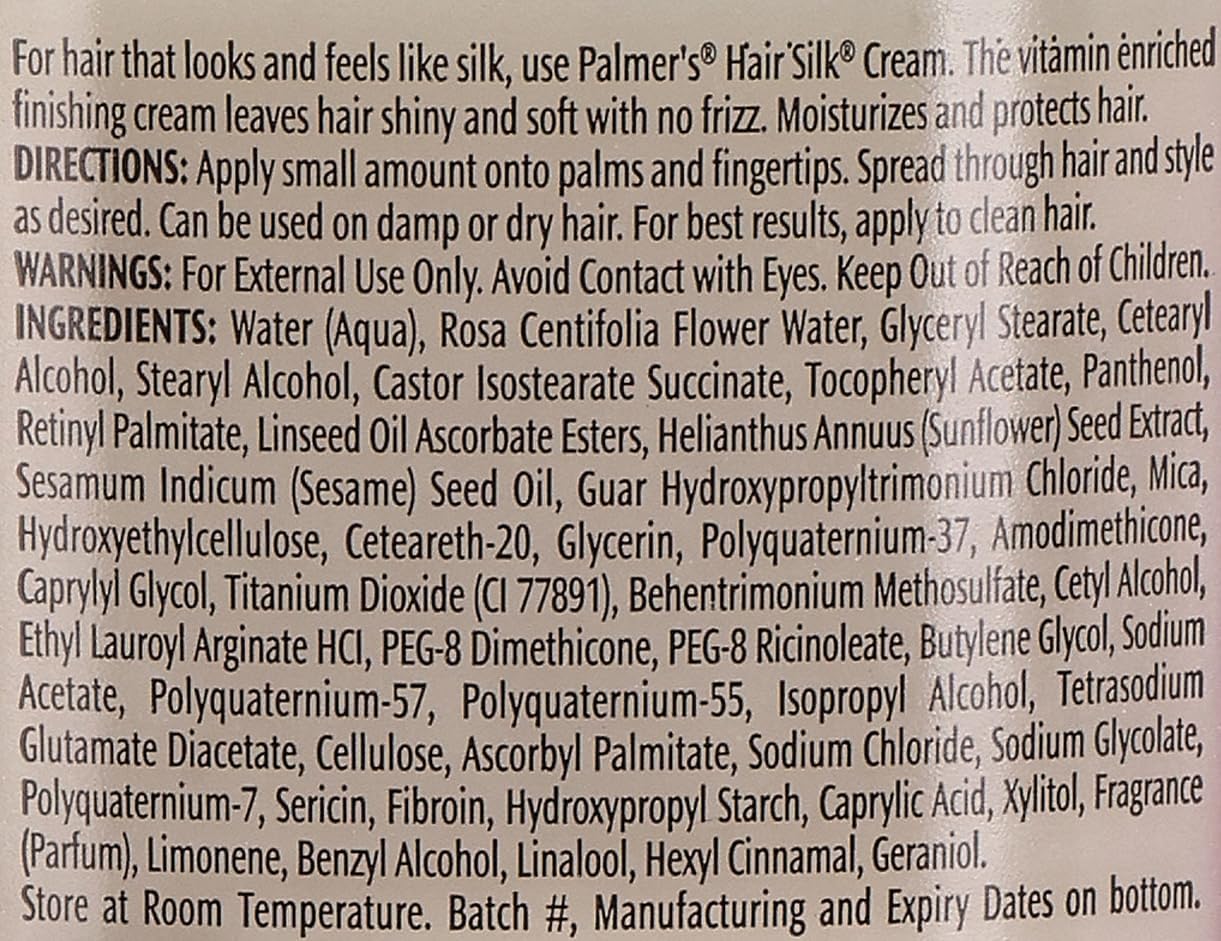 For hair that looks and feels like silk, use Palmer's® Hair Silk® Cream. The vitamin enriched
finishing cream leaves hair shiny and soft with no frizz. Moisturizes and protects hair.
DIRECTIONS: Apply small amount onto palms and fingertips. Spread through hair and style
as desired. Can be used on damp or dry hair. For best results, apply to clean hair.
WARNINGS: For External Use Only. Avoid Contact with Eyes. Keep Out of Reach of Children.
INGREDIENTS: Water (Aqua), Rosa Centifolia Flower Water, Glyceryl Stearate, Cetearyl
Alcohol, Stearyl Alcohol, Castor Isostearate Succinate, Tocopheryl Acetate, Panthenol,
Retinyl Palmitate, Linseed Oil Ascorbate Esters, Helianthus Annuus (Sunflower) Seed Extract,
Sesamum Indicum (Sesame) Seed Oil, Guar Hydroxypropyltrimonium Chloride, Mica,
Hydroxyethylcellulose, Ceteareth-20, Glycerin, Polyquaternium-37, Amodimethicone,
Caprylyl Glycol, Titanium Dioxide (CI 77891), Behentrimonium Methosulfate, Cetyl Alcohol,
Ethyl Lauroyl Arginate HCl, PEG-8 Dimethicone, PEG-8 Ricinoleate, Butylene Glycol, Sodium
Acetate, Polyquaternium-57, Polyquaternium-55, Isopropyl Alcohol, Tetrasodium
Glutamate Diacetate, Cellulose, Ascorbyl Palmitate, Sodium Chloride, Sodium Glycolate,
Polyquaternium-7, Sericin, Fibroin, Hydroxypropyl Starch, Caprylic Acid, Xylitol, Fragrance
(Parfum), Limonene, Benzyl Alcohol, Linalool, Hexyl Cinnamal, Geraniol.
Store at Room Temperature. Batch #, Manufacturing and Expiry Dates on bottom.